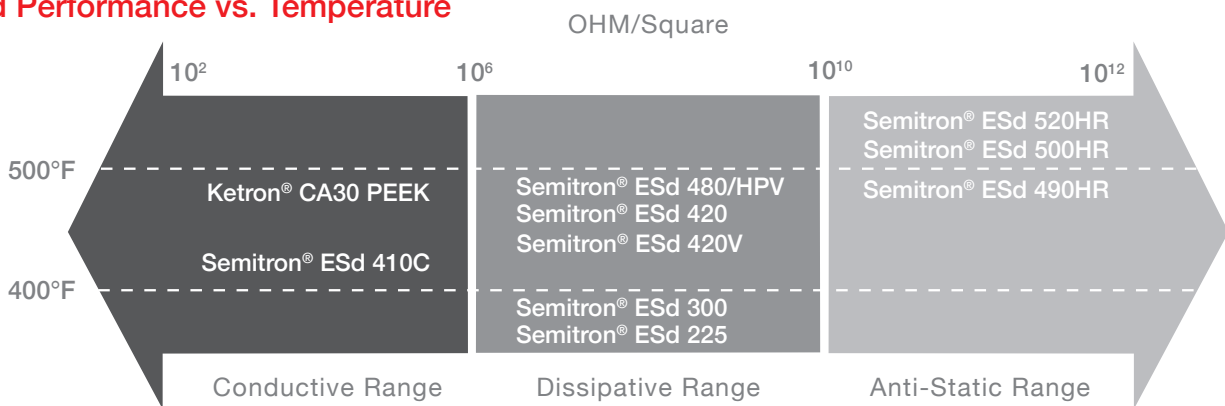 Performance vs. Temperature
OHM/Square
10² 10⁶ 10¹⁰ 10¹²
Semitron® ESd 520HR
Semitron® ESd 500HR
500°F
Ketron® CA30 PEEK
Semitron® ESd 480/HPV
Semitron® ESd 490HR
Semitron® ESd 420
Semitron® ESd 420V
Semitron® ESd 410C
400°F
Semitron® ESd 300
Semitron® ESd 225
Conductive Range
Dissipative Range
Anti-Static Range